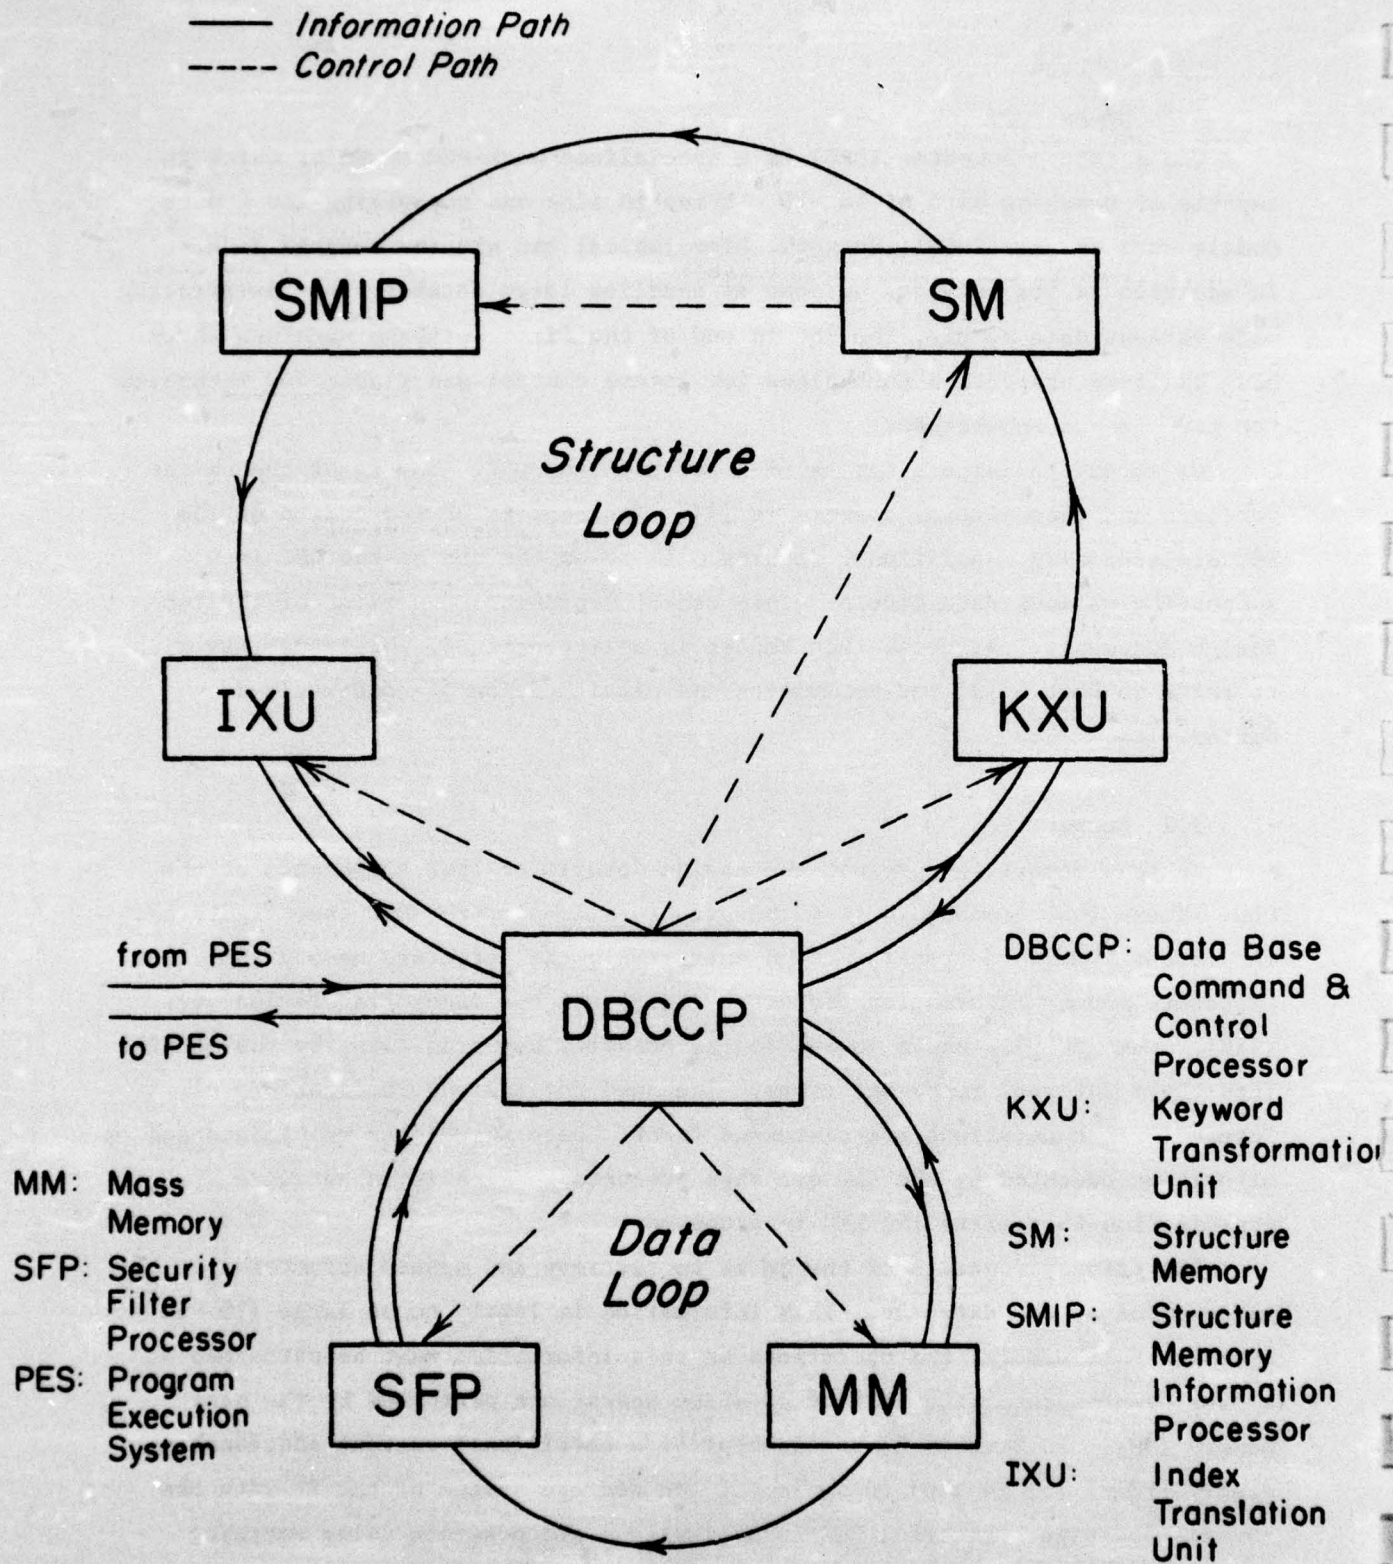 Information Path
Control Path
SMIP
SM
Structure
Loop
IXU
KXU
from PES
to PES
DBCCP
DBCCP: Data Base
Command &
Control
Processor
KXU: Keyword
Transformation
Unit
SM: Structure
Memory
SMIP: Structure
Memory
Information
Processor
IXU: Index
Translation
Unit
MM: Mass
Memory
SFP: Security
Filter
Processor
PES: Program
Execution
System
Data
Loop
SFP
MM